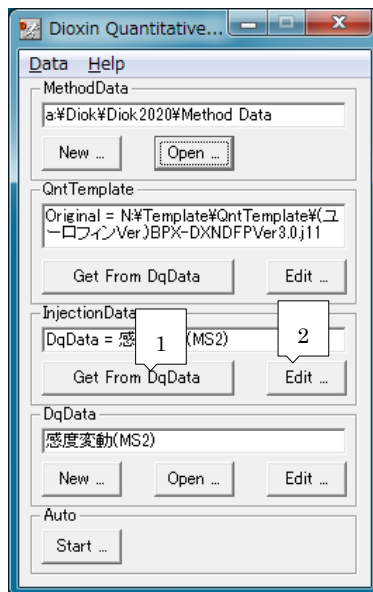 Dioxin Quantitative...
Data Help
MethodData
a:¥Diok¥Diok2020¥Method Data
New ...
Open ...
QntTemplate
Original = N:¥Template¥QntTemplate¥(ユ
ーロフィンVer.)BPX-DXNDFPVer3.0.j11
Get From DqData
Edit ...
InjectionData
DqData = 感 (MS2)
1
2
Get From DqData
Edit ...
DqData
感度変動(MS2)
New ...
Open ...
Edit ...
Auto
Start ...